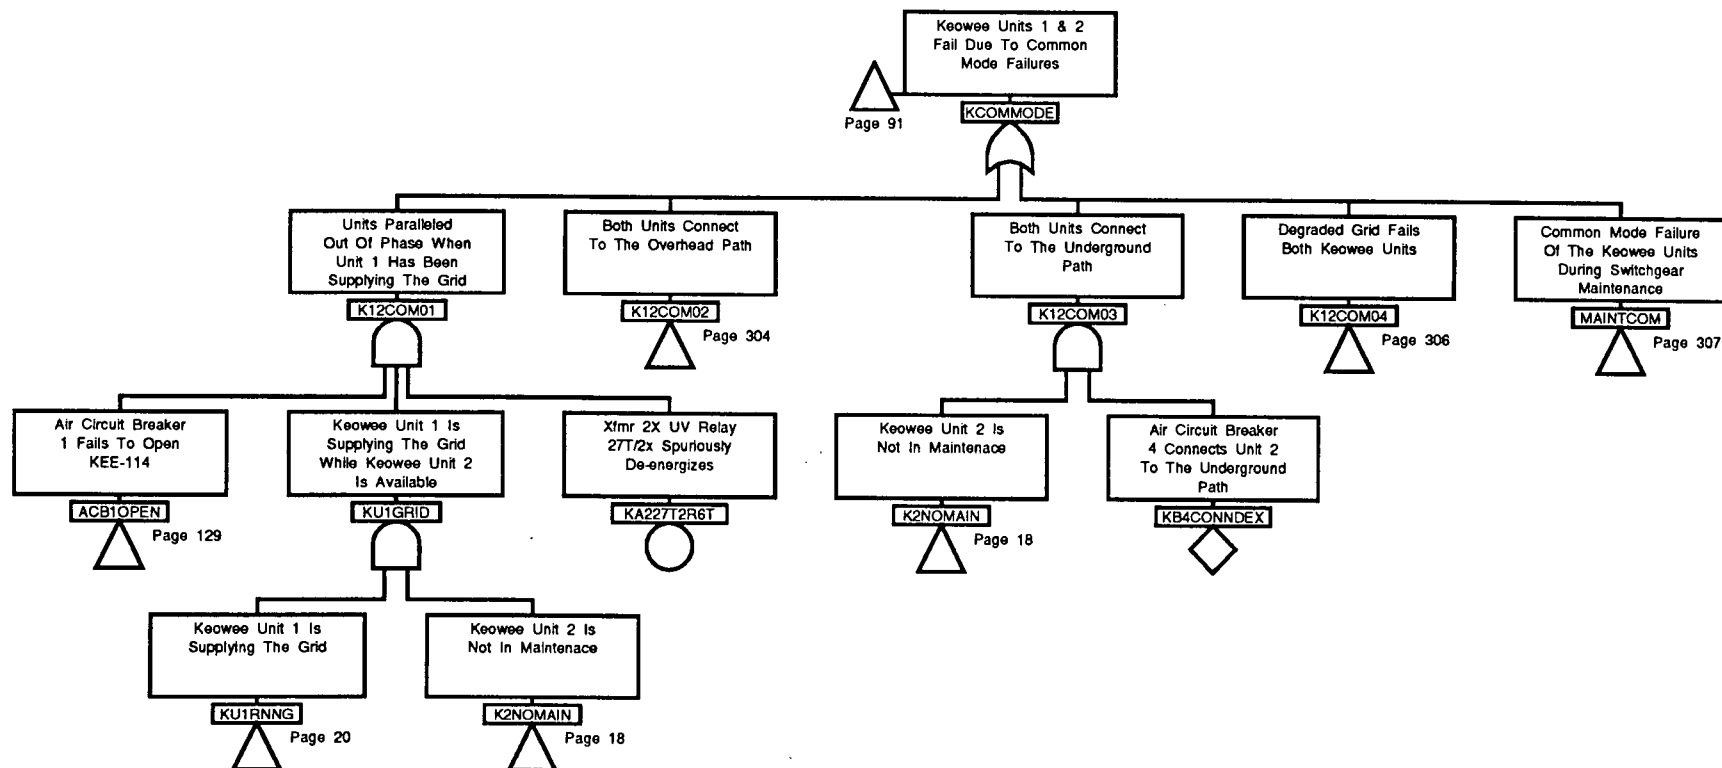 Keowee Units 1 & 2
Fail Due To Common
Mode Failures
Page 91
KCOMMODE
Units Paralleled
Out Of Phase When
Unit 1 Has Been
Supplying The Grid
K12COM01
Both Units Connect
To The Overhead Path
K12COM02
Page 304
Both Units Connect
To The Underground
Path
K12COM03
Degraded Grid Fails
Both Keowee Units
K12COM04
Page 306
Common Mode Failure
Of The Keowee Units
During Switchgear
Maintenance
MAINTCOM
Page 307
Air Circuit Breaker
1 Fails To Open
KEE-114
ACB1OPEN
Page 129
Keowee Unit 1 Is
Supplying The Grid
While Keowee Unit 2
Is Available
KU1GRID
Xfmr 2X UV Relay
27T/2x Spuriously
De-energizes
KA227T2R6T
Keowee Unit 2 Is
Not In Maintenace
K2NOMAIN
Page 18
Air Circuit Breaker
4 Connects Unit 2
To The Underground
Path
KB4CONNDEX
Keowee Unit 1 Is
Supplying The Grid
KU1RNNG
Page 20
Keowee Unit 2 Is
Not In Maintenace
K2NOMAIN
Page 18